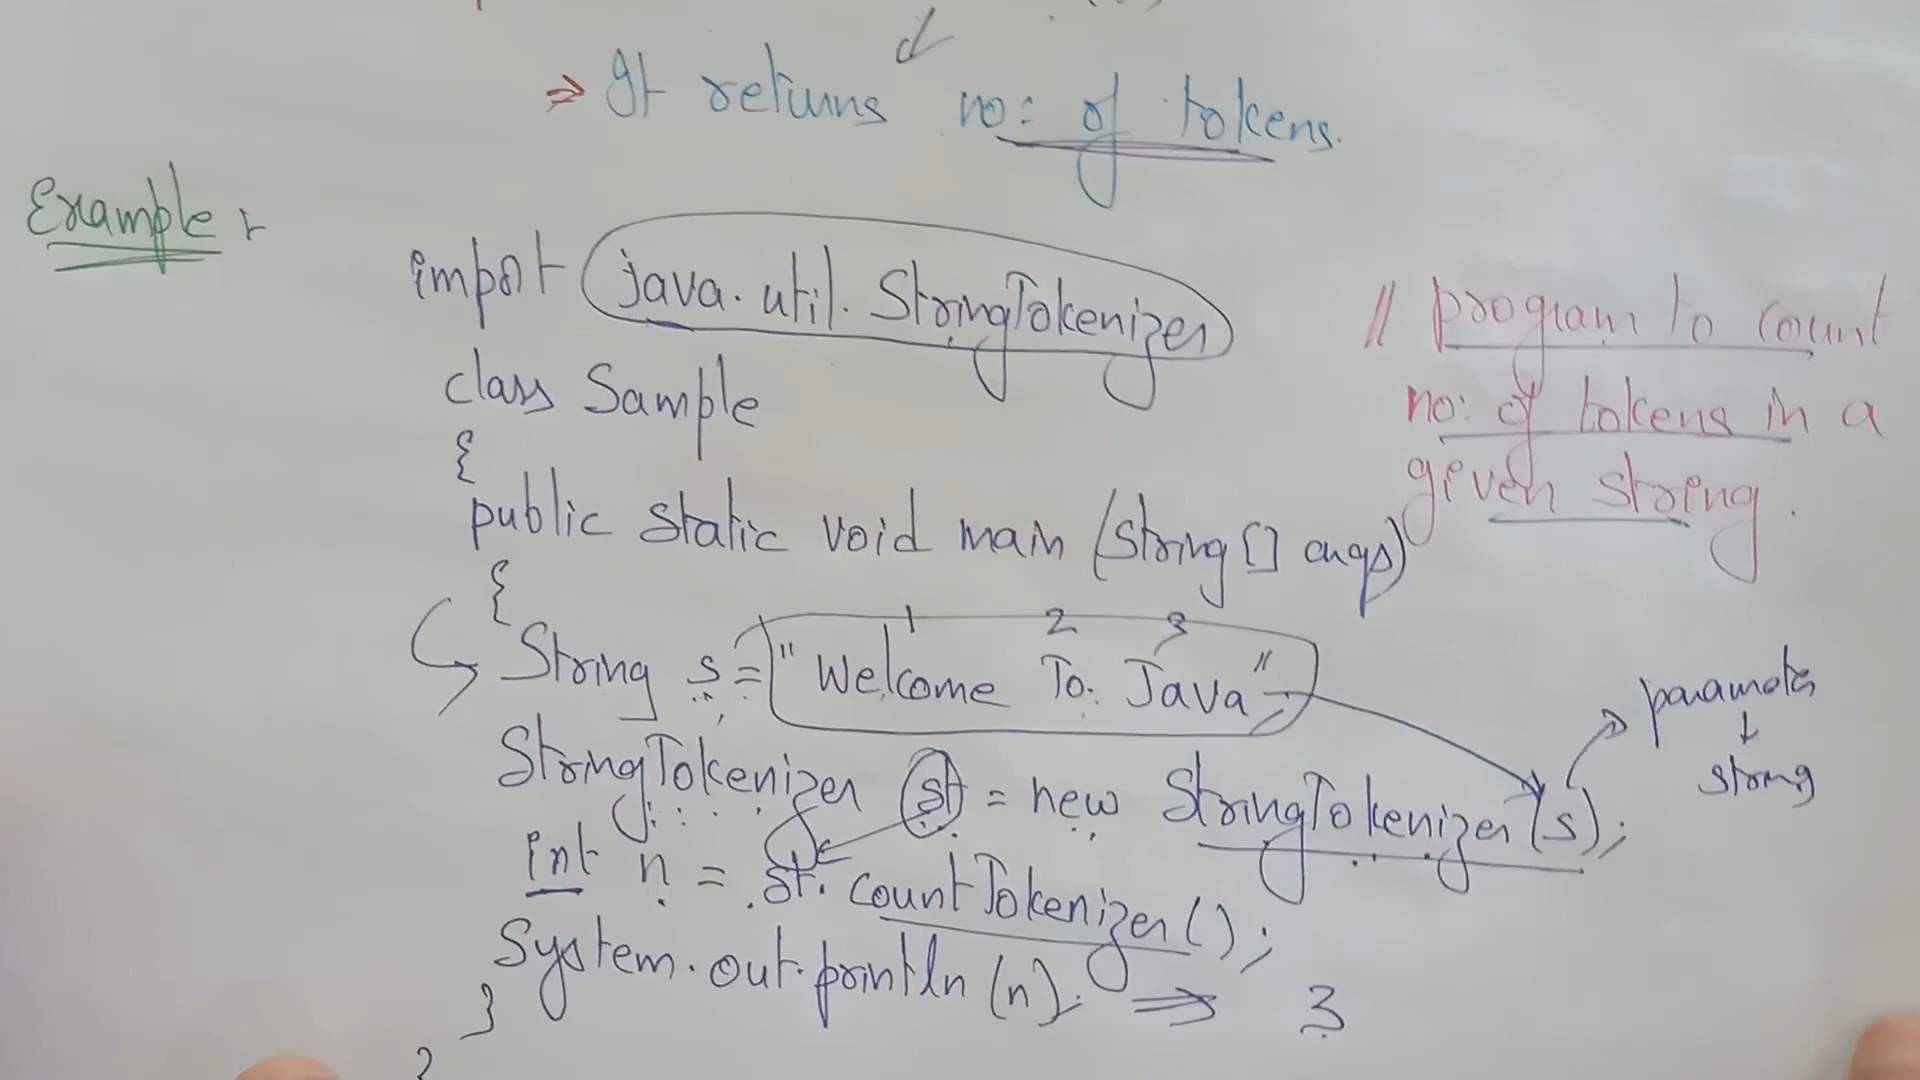 ⇒ It returns no: of tokens.
Example :-
import java.util.StringTokenizer
// program to count
no: of tokens in a
given string.
class Sample
{
public static void main (String [] args)
{
1 2 3
String s = "Welcome To Java";
StringTokenizer st = new StringTokenizer(s);
parameter
↓
string
int n = st.countTokenizer();
System.out.println(n); ⇒ 3
}
}